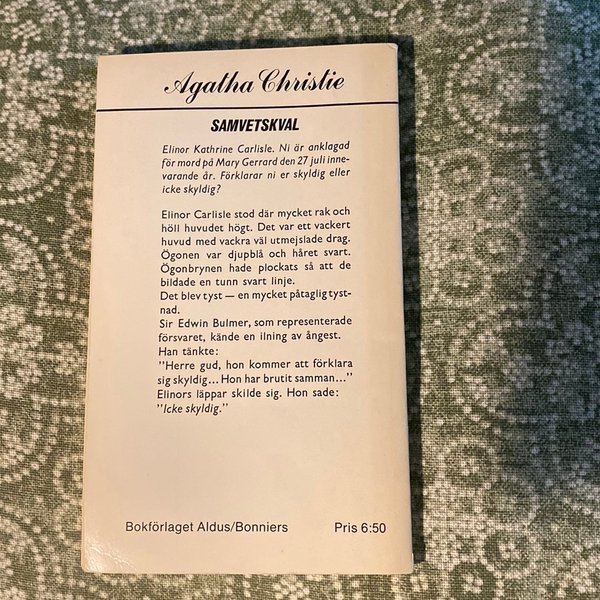 Agatha Christie
SAMVETSKVAL
Elinor Kathrine Carlisle. Ni är anklagad
för mord på Mary Gerrard den 27 juli inne-
varande år. Förklarar ni er skyldig eller
icke skyldig?
Elinor Carlisle stod där mycket rak och
höll huvudet högt. Det var ett vackert
huvud med vackra väl utmejslade drag.
Ögonen var djupblå och håret svart.
Ögonbrynen hade plockats så att de
bildade en tunn svart linje.
Det blev tyst — en mycket påtaglig tyst-
nad.
Sir Edwin Bulmer, som representerade
försvaret, kände en ilning av ångest.
Han tänkte:
"Herre gud, hon kommer att förklara
sig skyldig... Hon har brutit samman..."
Elinors läppar skilde sig. Hon sade:
"Icke skyldig."
Bokförlaget Aldus/Bonniers Pris 6:50